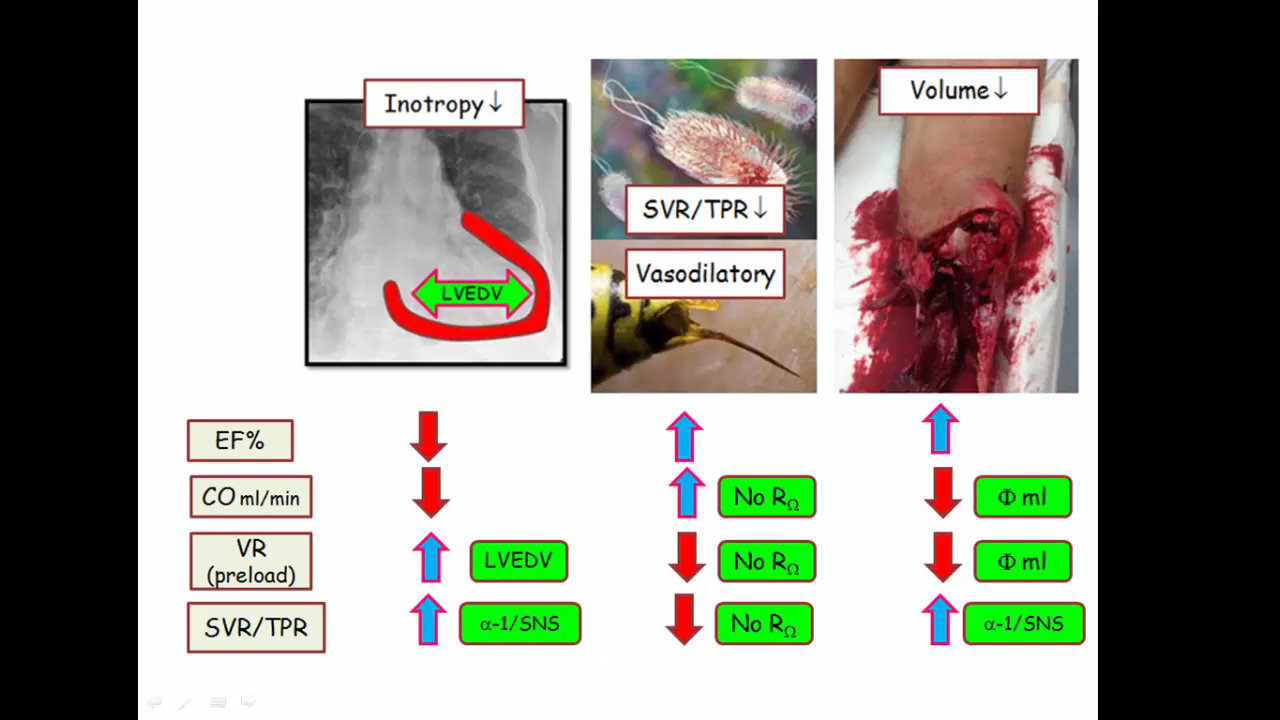 Inotropy↓
SVR/TPR↓
Vasodilatory
Volume↓
LVEDV
EF%
CO ml/min
No RΩ
Φ ml
VR
(preload)
LVEDV
No RΩ
Φ ml
SVR/TPR
α-1/SNS
No RΩ
α-1/SNS